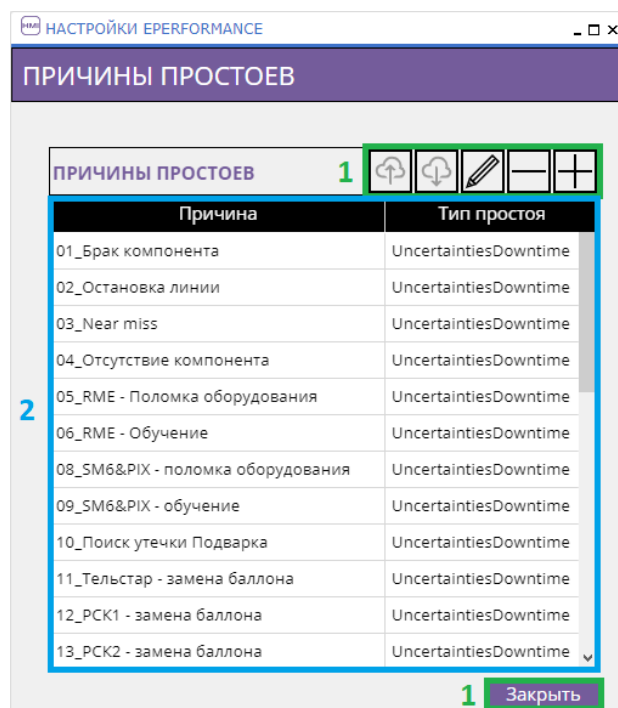 HMI НАСТРОЙКИ EPERFORMANCE
ПРИЧИНЫ ПРОСТОЕВ
ПРИЧИНЫ ПРОСТОЕВ 1
Причина Тип простоя
01_Брак компонента UncertaintiesDowntime
02_Остановка линии UncertaintiesDowntime
03_Near miss UncertaintiesDowntime
04_Отсутствие компонента UncertaintiesDowntime
05_RME - Поломка оборудования UncertaintiesDowntime
2
06_RME - Обучение UncertaintiesDowntime
08_SM6&PIX - поломка оборудования UncertaintiesDowntime
09_SM6&PIX - обучение UncertaintiesDowntime
10_Поиск утечки Подварка UncertaintiesDowntime
11_Тельстар - замена баллона UncertaintiesDowntime
12_РСК1 - замена баллона UncertaintiesDowntime
13_РСК2 - замена баллона UncertaintiesDowntime
1 Закрыть